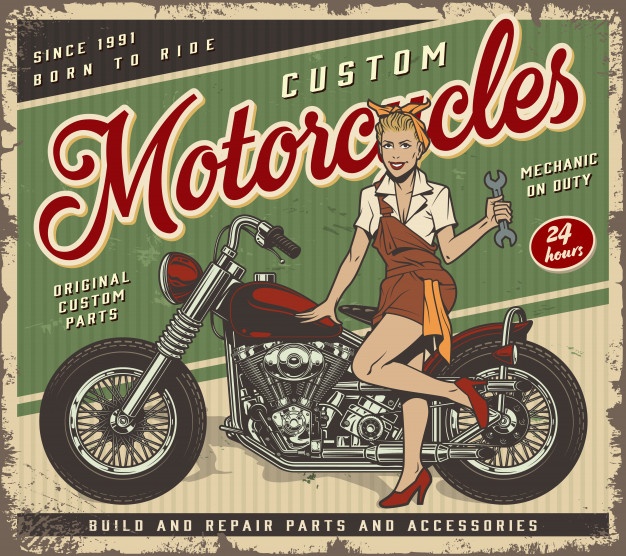 SINCE 1991
BORN TO RIDE
CUSTOM
Motorcycles
MECHANIC
ON DUTY
24
hours
ORIGINAL
CUSTOM
PARTS
BUILD AND REPAIR PARTS AND ACCESSORIES